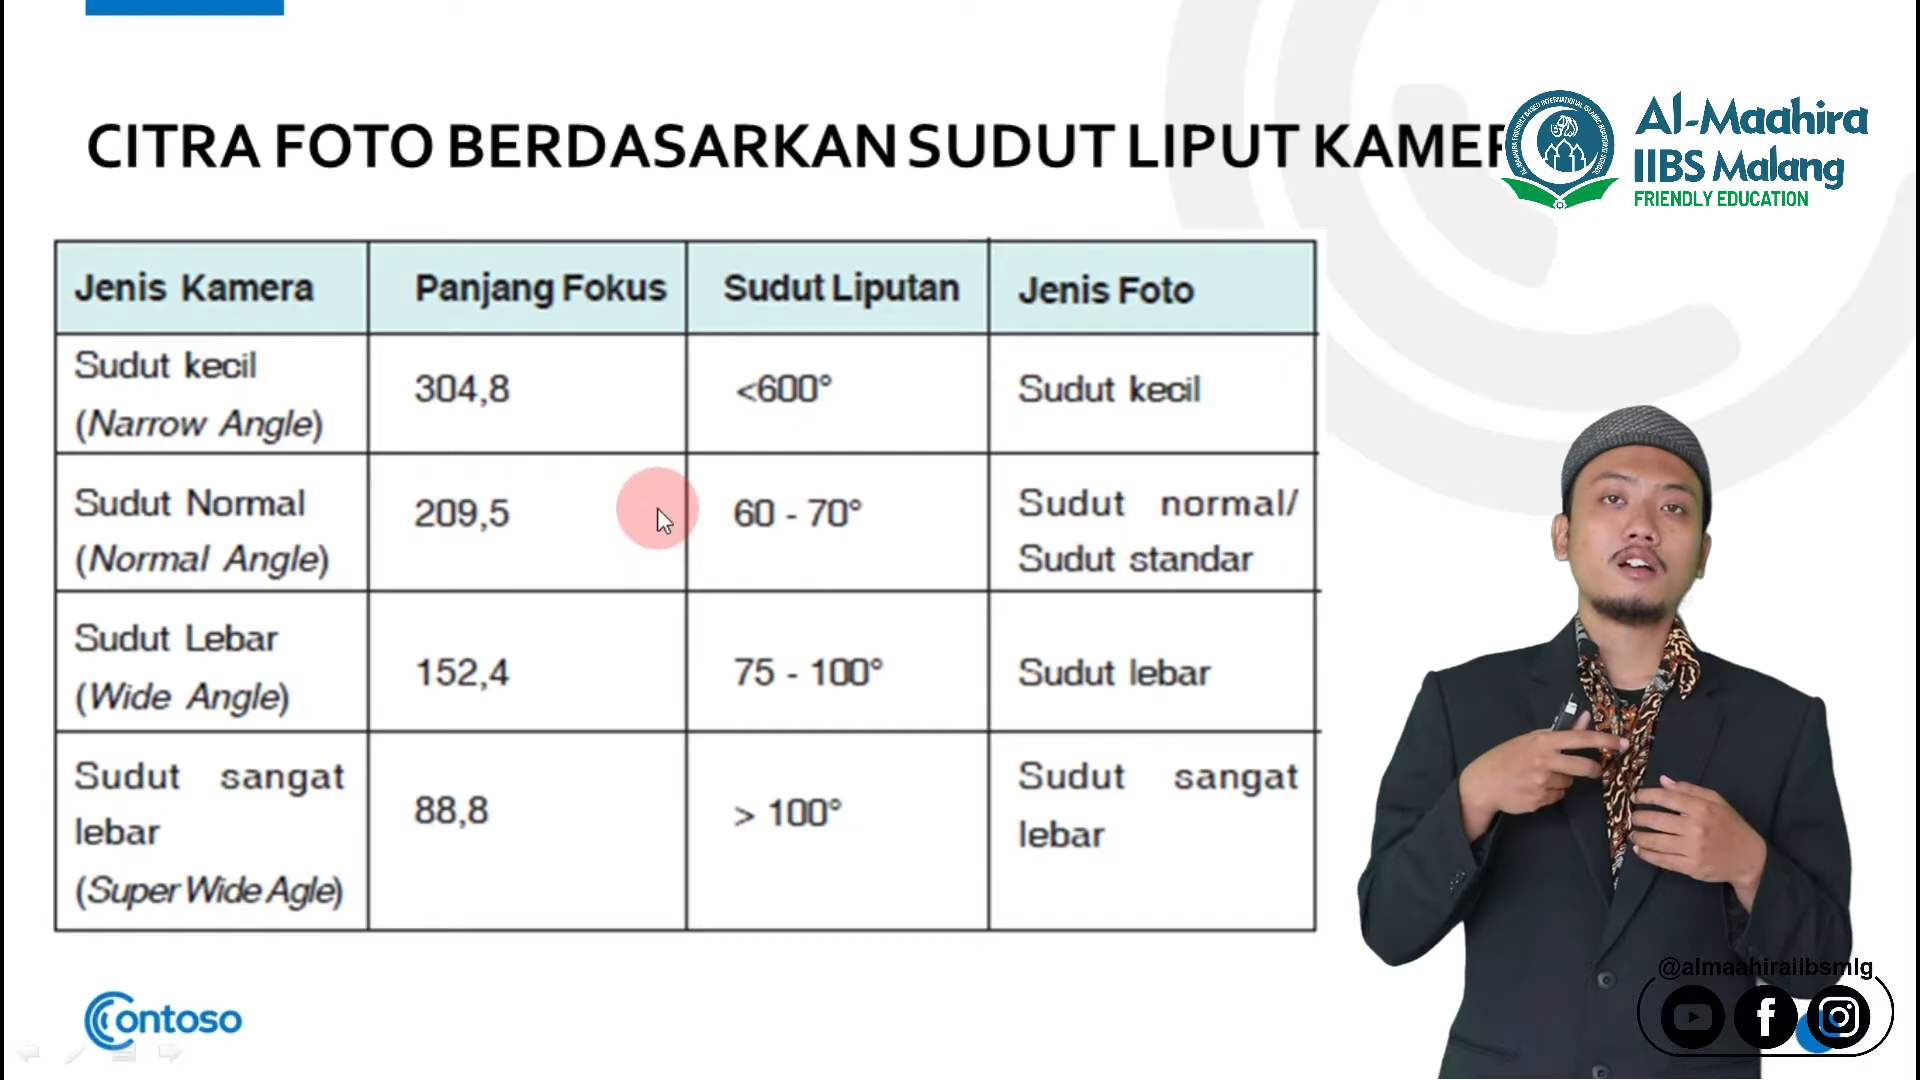 CITRA FOTO BERDASARKAN SUDUT LIPUT KAMER
Al-Maahira
IIBS Malang
FRIENDLY EDUCATION
Jenis Kamera Panjang Fokus Sudut Liputan Jenis Foto
Sudut kecil
(Narrow Angle)
304,8
<600°
Sudut kecil
Sudut Normal
(Normal Angle)
209,5
60 - 70°
Sudut normal/
Sudut standar
Sudut Lebar
(Wide Angle)
152,4
75 - 100°
Sudut lebar
Sudut sangat
lebar
(Super Wide Agle)
88,8
> 100°
Sudut sangat
lebar
Contoso
@almaahiraiibsmlg